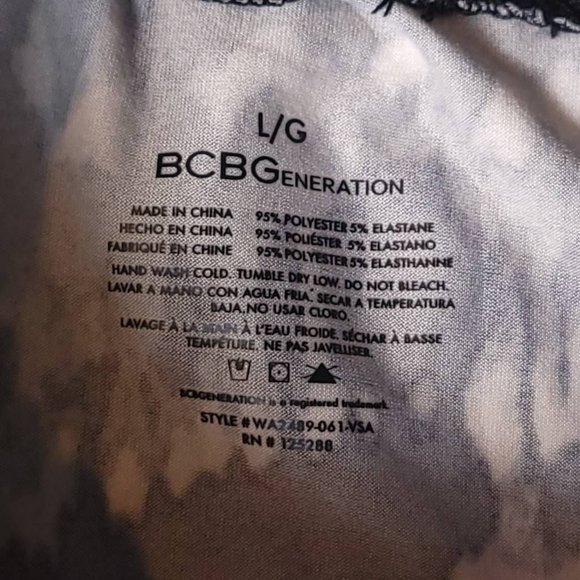 L/G
BCBGENERATION
MADE IN CHINA 95% POLYESTER 5% ELASTANE
HECHO EN CHINA 95% POLIÉSTER 5% ELASTANO
FABRIQUÉ EN CHINE 95% POLYESTER 5% ELASTHANNE
HAND WASH COLD. TUMBLE DRY LOW. DO NOT BLEACH.
LAVAR A MANO CON AGUA FRIA. SECAR A TEMPERATURA
BAJA. NO USAR CLORO.
LAVAGE À LA MAIN À L'EAU FROIDE. SÉCHAR À BASSE
TEMPÉTURE. NE PAS JAVELLISER.
BCBGENERATION is a registered trademark.
STYLE # WA2489-061-VSA
RN # 125288